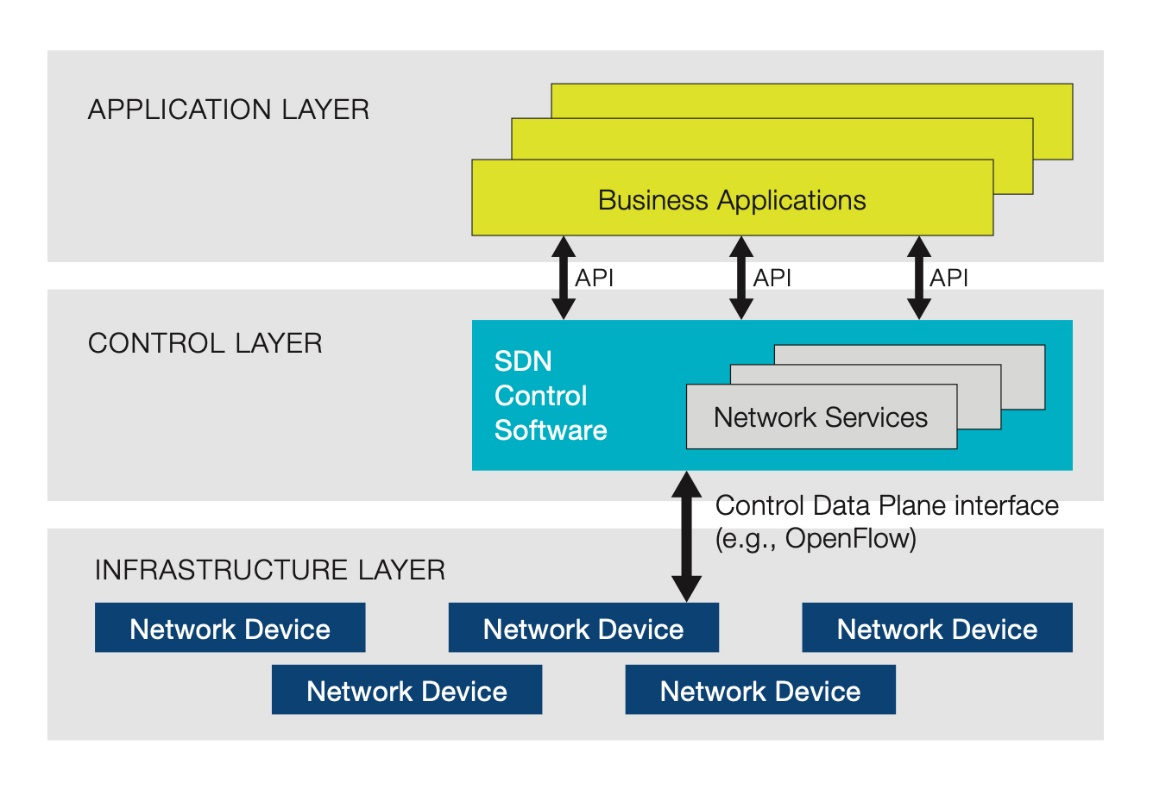 APPLICATION LAYER
Business Applications
API
API
API
CONTROL LAYER
SDN
Control
Software
Network Services
Control Data Plane interface
(e.g., OpenFlow)
INFRASTRUCTURE LAYER
Network Device
Network Device
Network Device
Network Device
Network Device